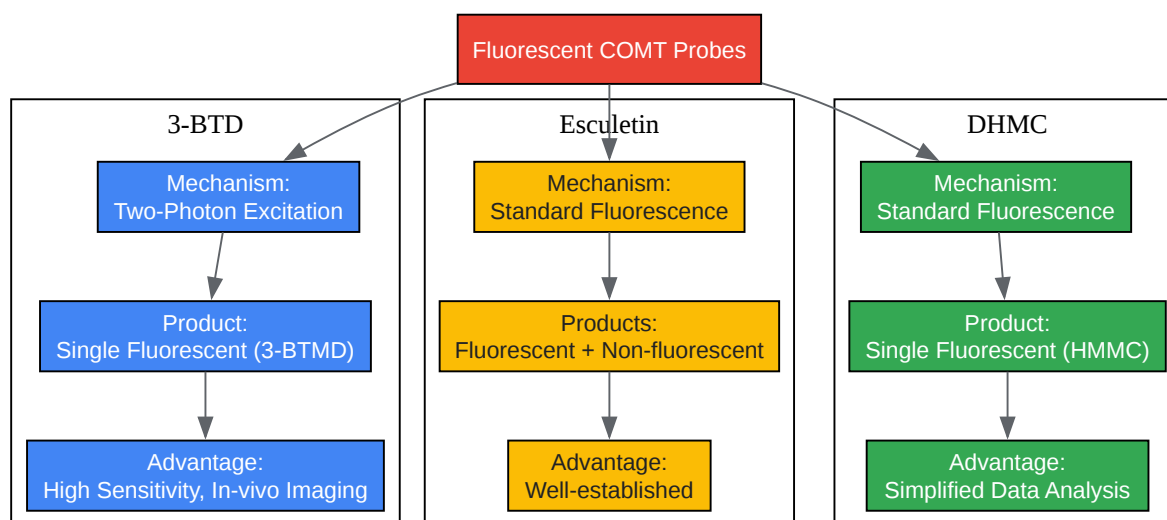 Fluorescent COMT Probes
3-BTD
Mechanism:
Two-Photon Excitation
Product:
Single Fluorescent (3-BTMD)
Advantage:
High Sensitivity, In-vivo Imaging
Esculetin
Mechanism:
Standard Fluorescence
Products:
Fluorescent + Non-fluorescent
Advantage:
Well-established
DHMC
Mechanism:
Standard Fluorescence
Product:
Single Fluorescent (HMMC)
Advantage:
Simplified Data Analysis